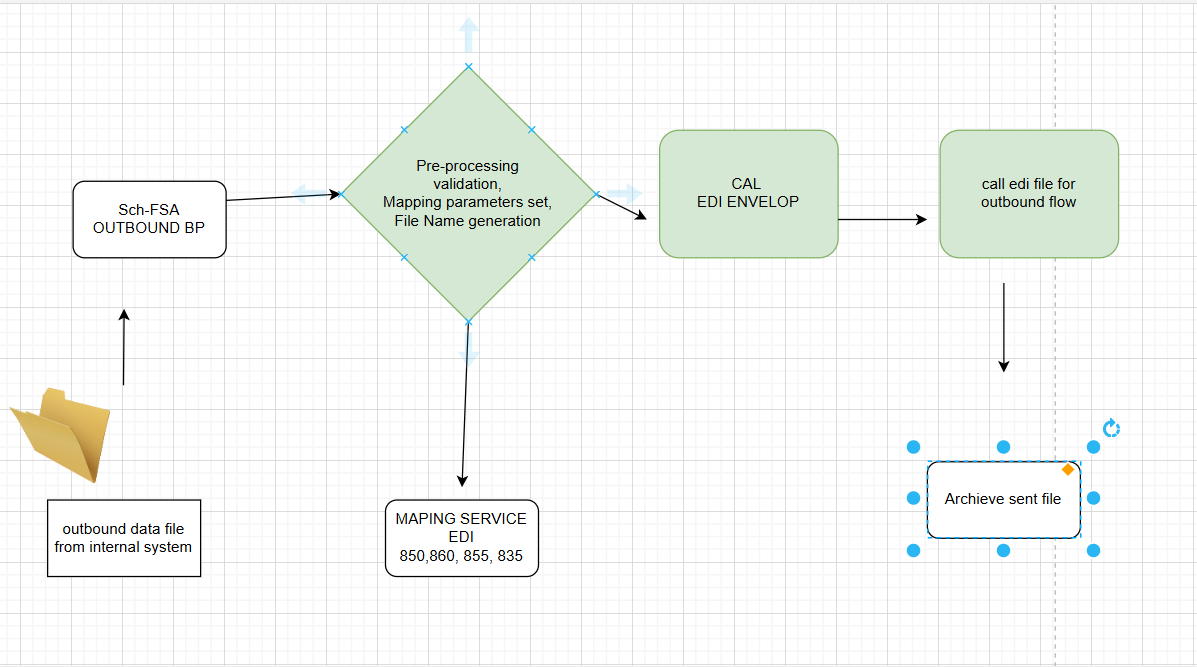 Sch-FSA
OUTBOUND BP
Pre-processing
validation,
Mapping parameters set,
File Name generation
CAL
EDI ENVELOP
call edi file for
outbound flow
outbound data file
from internal system
MAPING SERVICE
EDI
850,860, 855, 835
Archieve sent file